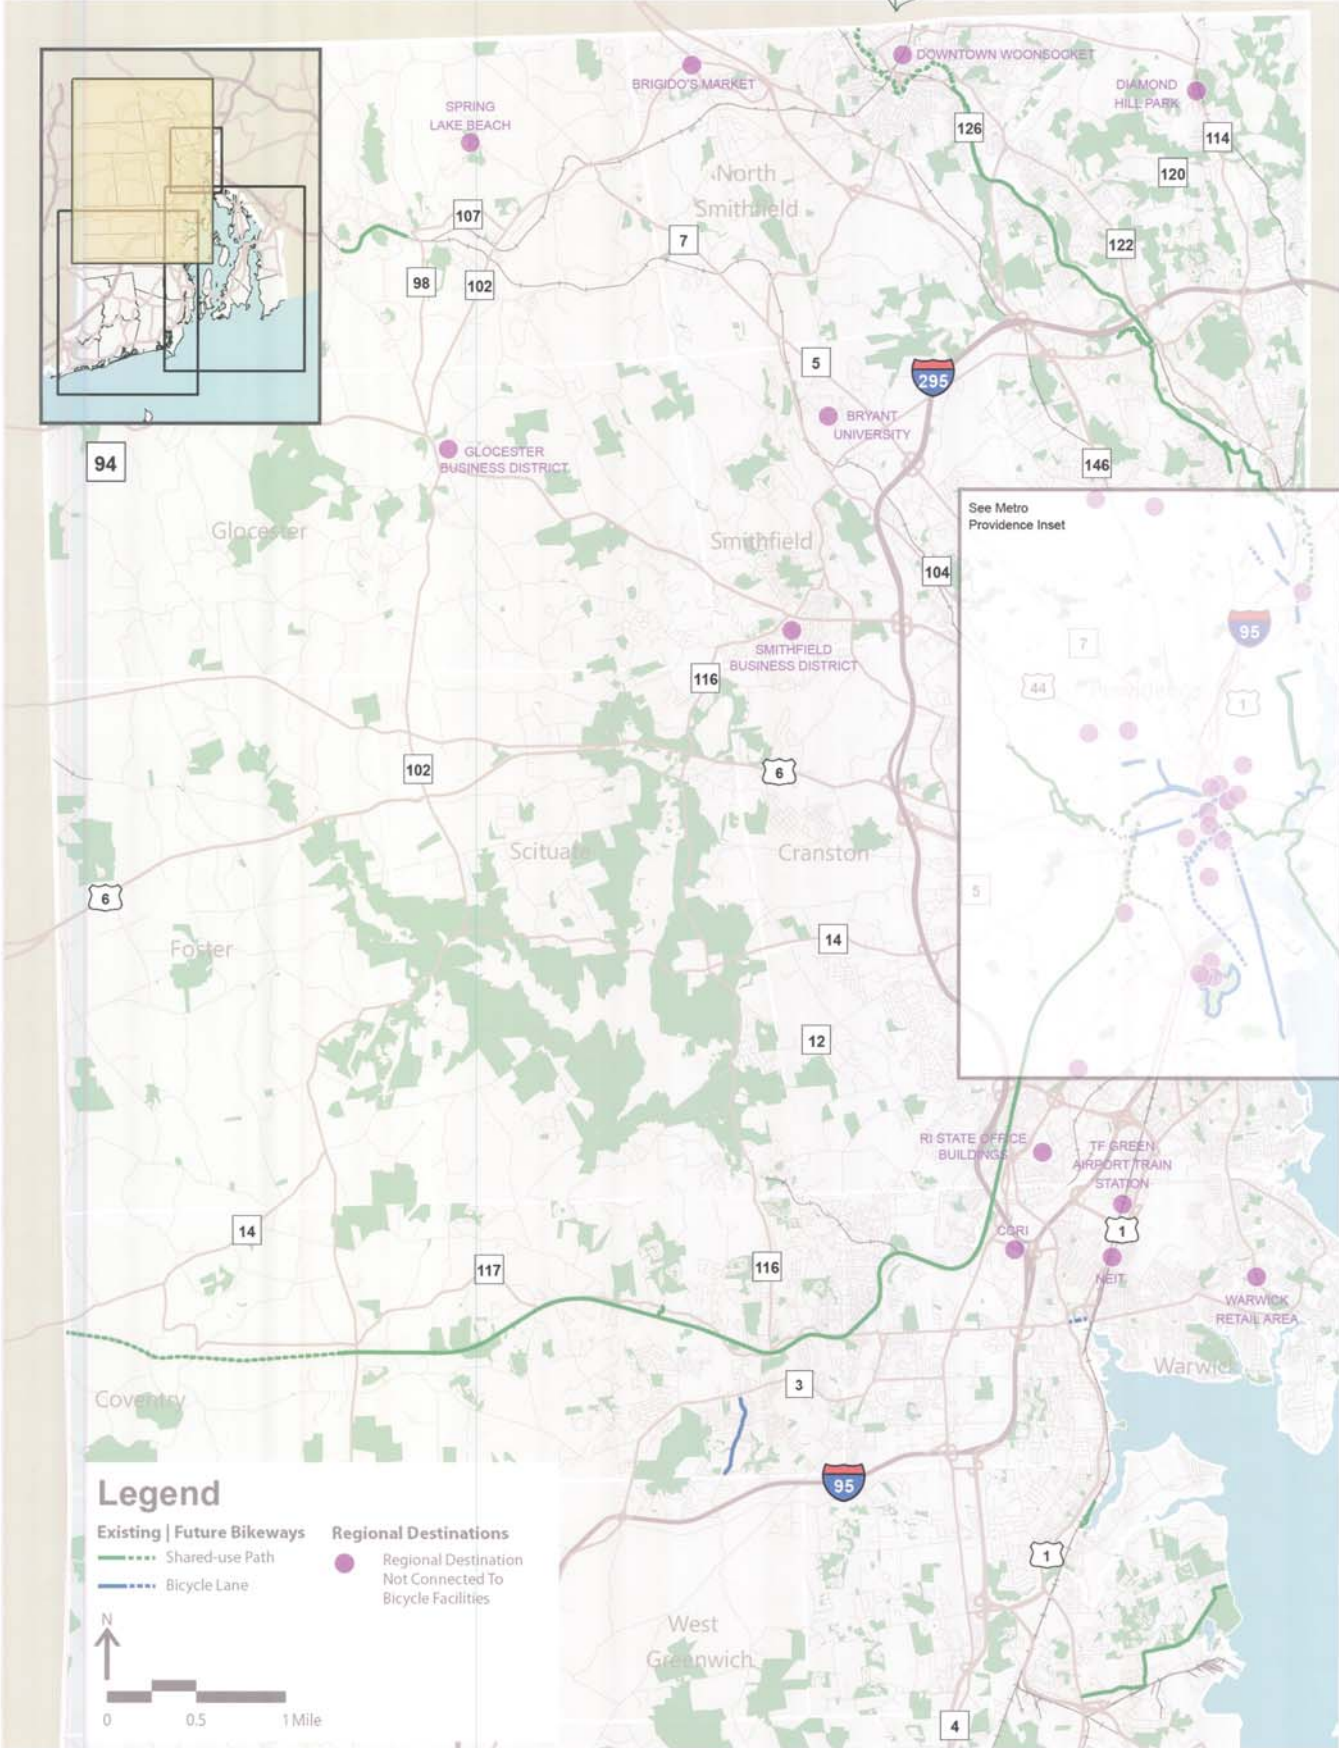 DOWNTOWN WOONSOCKET
BRIGIDO'S MARKET
DIAMOND
HILL PARK
SPRING
LAKE BEACH
126
114
120
North
Smithfield
107
7
122
98
102
5
295
BRYANT
UNIVERSITY
GLOCESTER
BUSINESS DISTRICT
94
146
See Metro
Providence Inset
Glocester
Smithfield
104
95
7
SMITHFIELD
BUSINESS DISTRICT
116
44
Providence
1
102
6
Scituate
Cranston
5
6
Foster
14
12
RI STATE OFFICE
BUILDINGS
TF GREEN
AIRPORT TRAIN
STATION
14
1
CCRI
117
116
NEIT
WARWICK
RETAIL AREA
Warwick
3
Coventry
95
Legend
Existing | Future Bikeways
Shared-use Path
Bicycle Lane
Regional Destinations
Regional Destination
Not Connected To
Bicycle Facilities
1
N
West
Greenwich
0 0.5 1 Mile
4